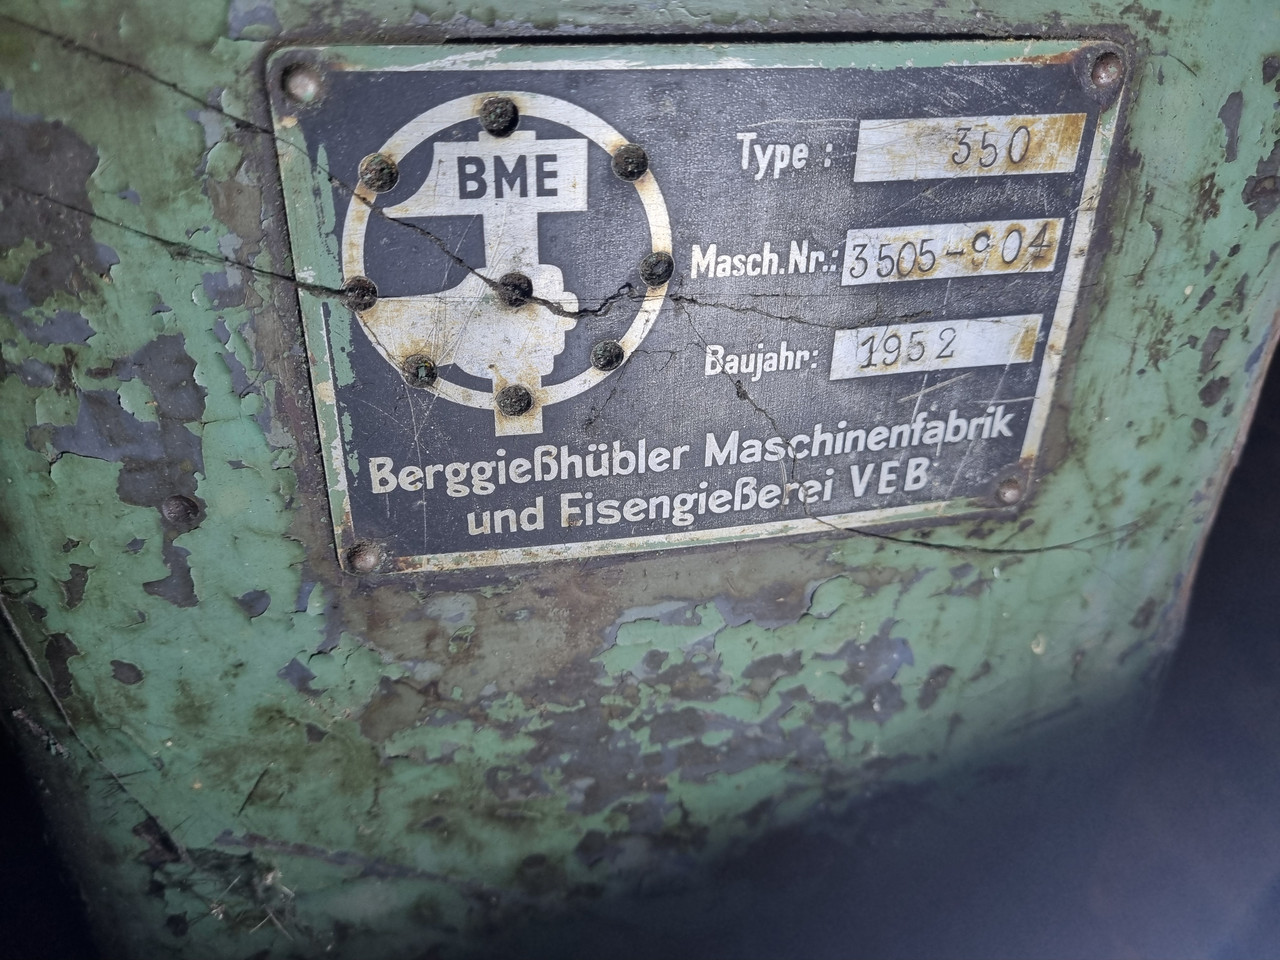 BME
Type : 350
Masch.Nr.: 3505-904
Baujahr: 1952
Berggießhübler Maschinenfabrik
und Eisengießerei VEB